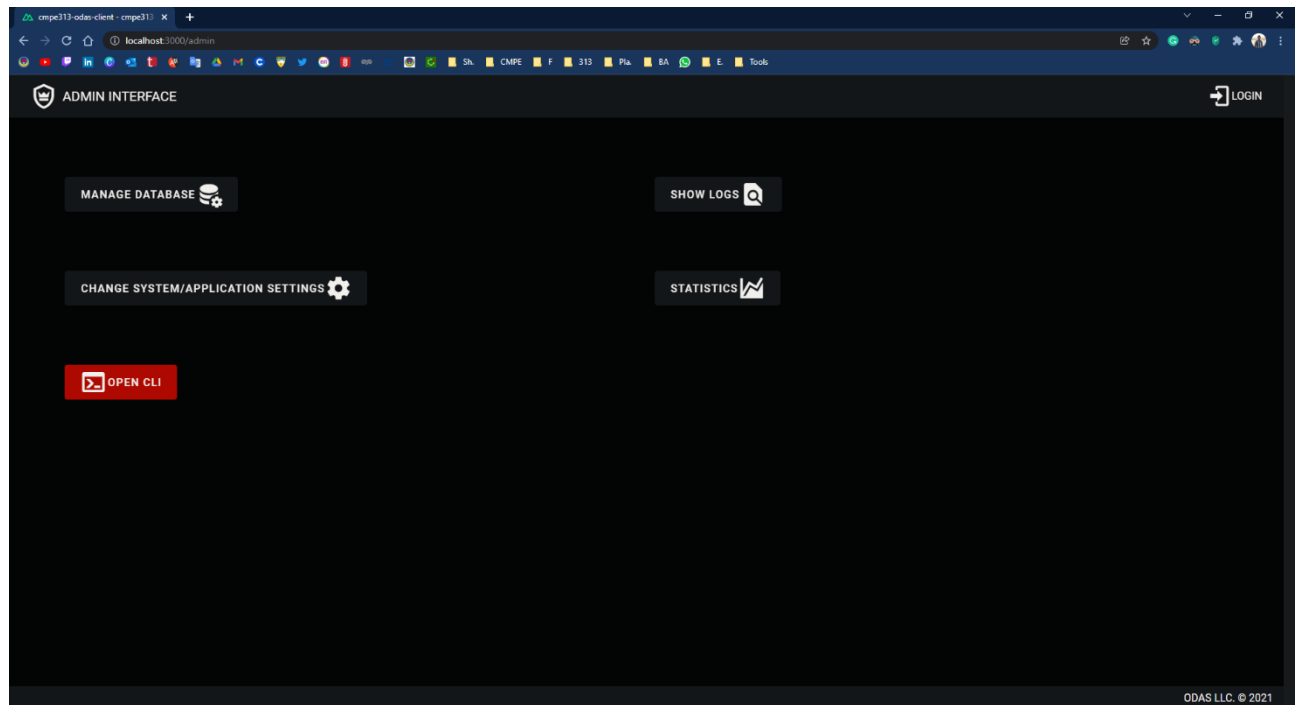 cmpe313-odas-client - cmpe313
localhost:3000/admin
Sh. CMPE F 313 Pla. BA E. Tools
ADMIN INTERFACE
LOGIN
MANAGE DATABASE
SHOW LOGS
CHANGE SYSTEM/APPLICATION SETTINGS
STATISTICS
OPEN CLI
ODAS LLC. © 2021